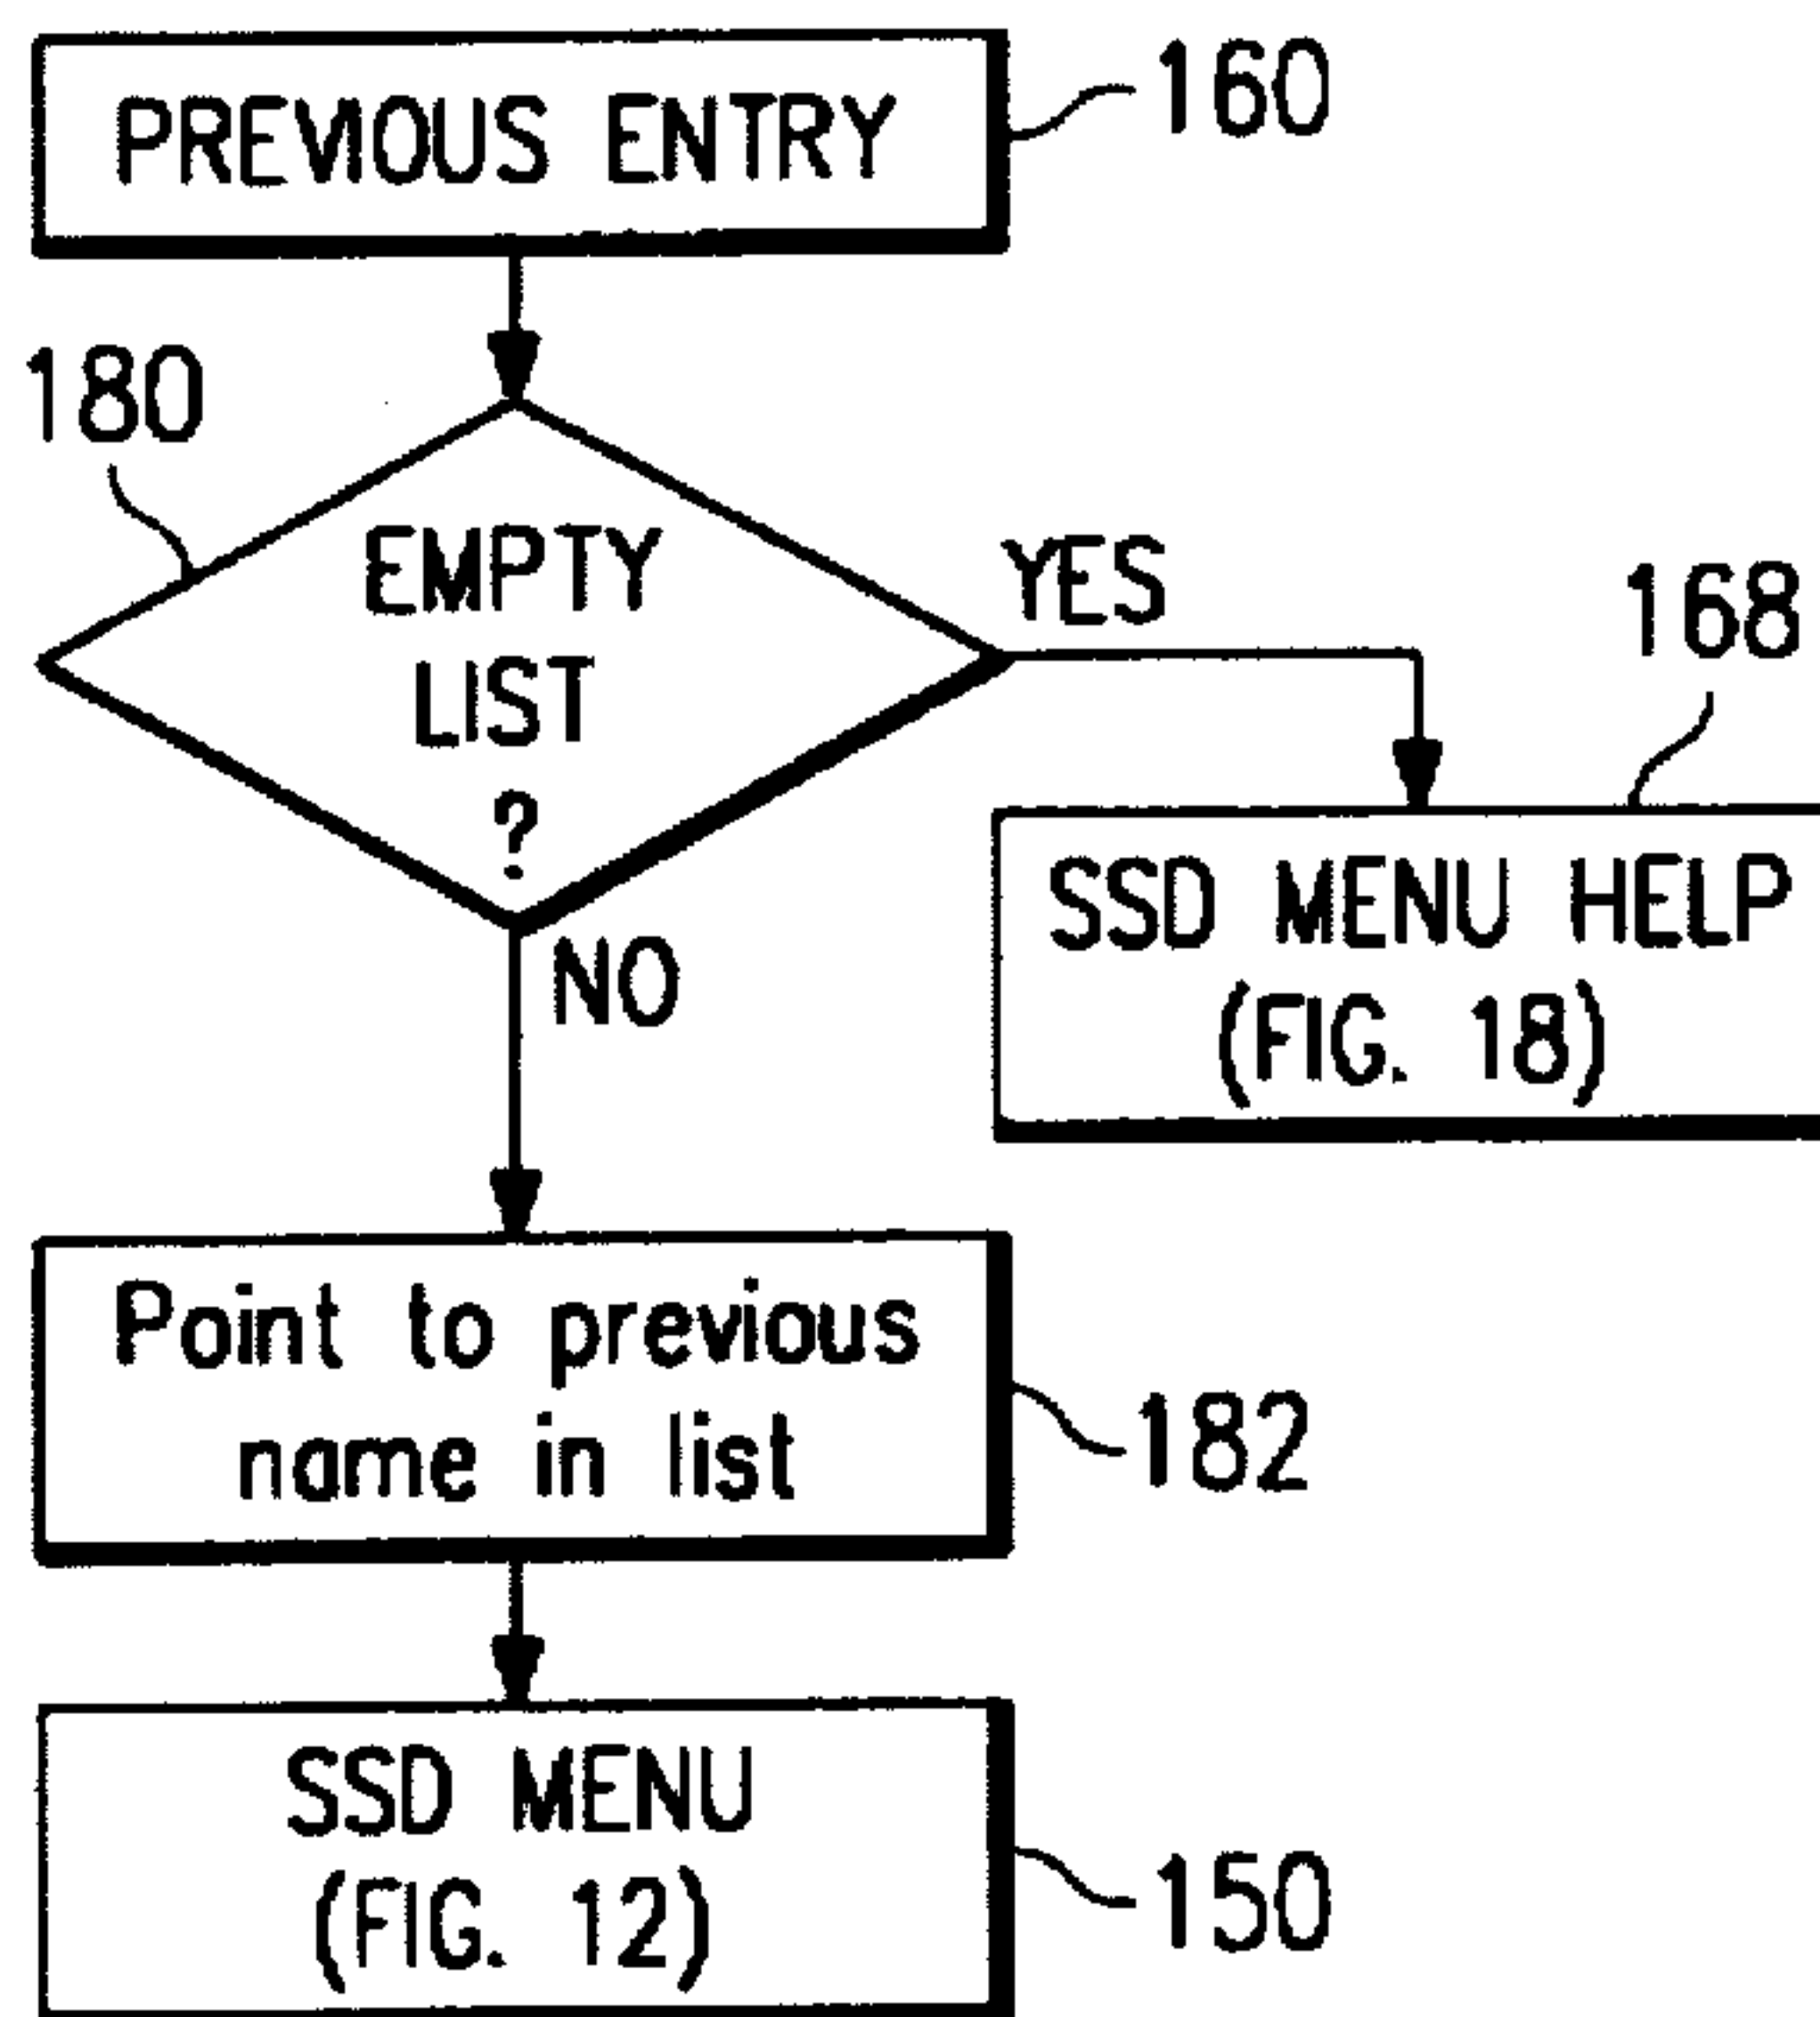 PREVIOUS ENTRY
160
180
EMPTY
LIST
?
YES
168
SSD MENU HELP
(FIG. 18)
NO
Point to previous
name in list
182
SSD MENU
(FIG. 12)
150